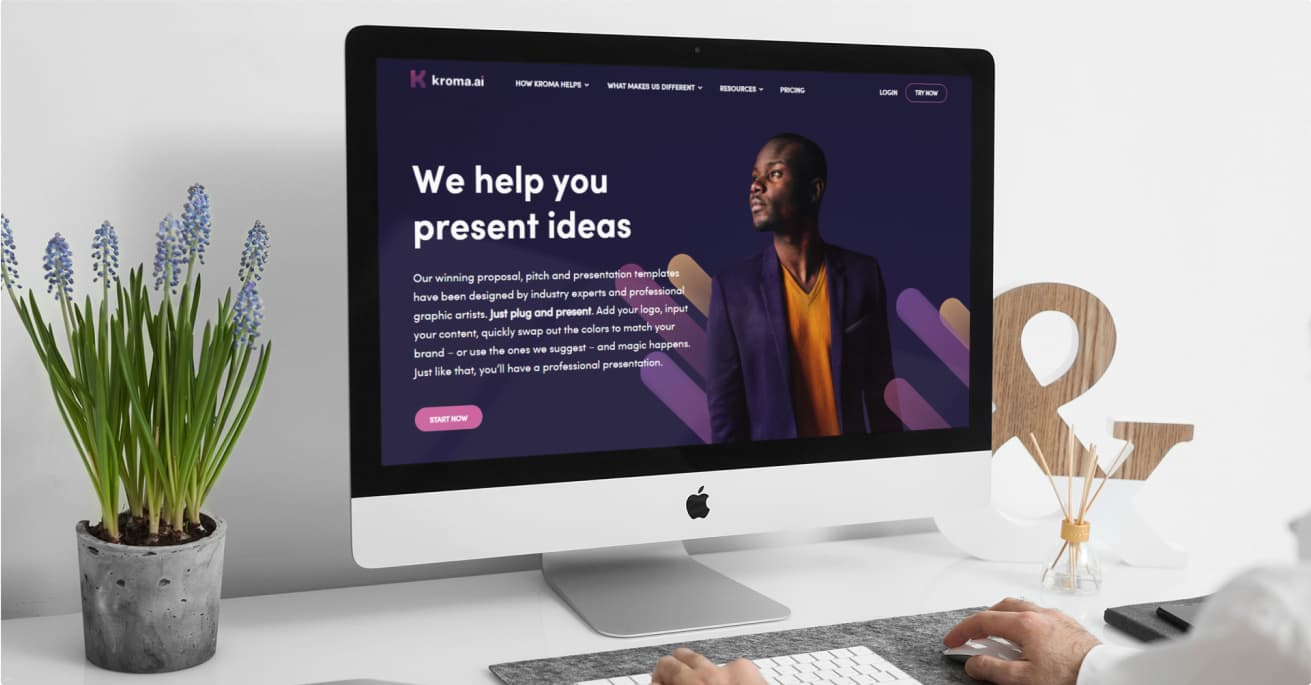 kroma.ai
HOW KROMA HELPS
WHAT MAKES US DIFFERENT
RESOURCES
PRICING
LOGIN
TRY NOW
We help you
present ideas
Our winning proposal, pitch and presentation templates
have been designed by industry experts and professional
graphic artists. Just plug and present. Add your logo, input
your content, quickly swap out the colors to match your
brand – or use the ones we suggest – and magic happens.
Just like that, you'll have a professional presentation.
START NOW
&